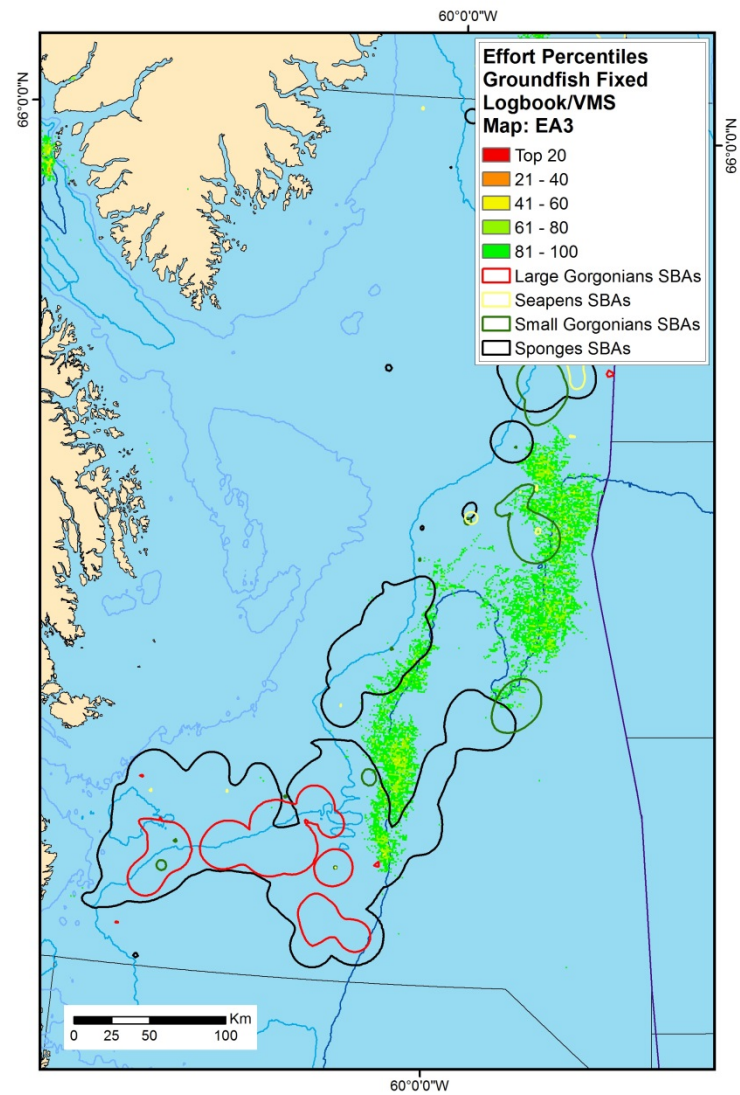 60°0'0"W
66°0'0"N
66°0'0"N
Effort Percentiles
Groundfish Fixed
Logbook/VMS
Map: EA3
Top 20
21 - 40
41 - 60
61 - 80
81 - 100
Large Gorgonians SBAs
Seapens SBAs
Small Gorgonians SBAs
Sponges SBAs
Km
0 25 50 100
60°0'0"W